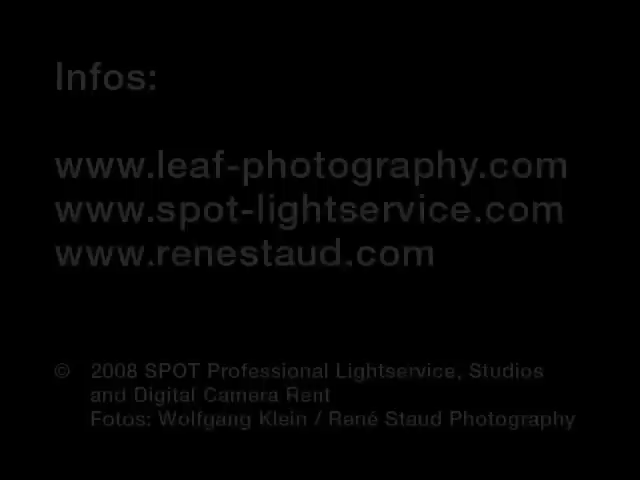 Infos:
www.leaf-photography.com
www.spot-lightservice.com
www.renestaud.com
© 2008 SPOT Professional Lightservice, Studios
and Digital Camera Rent
Fotos: Wolfgang Klein / René Staud Photography